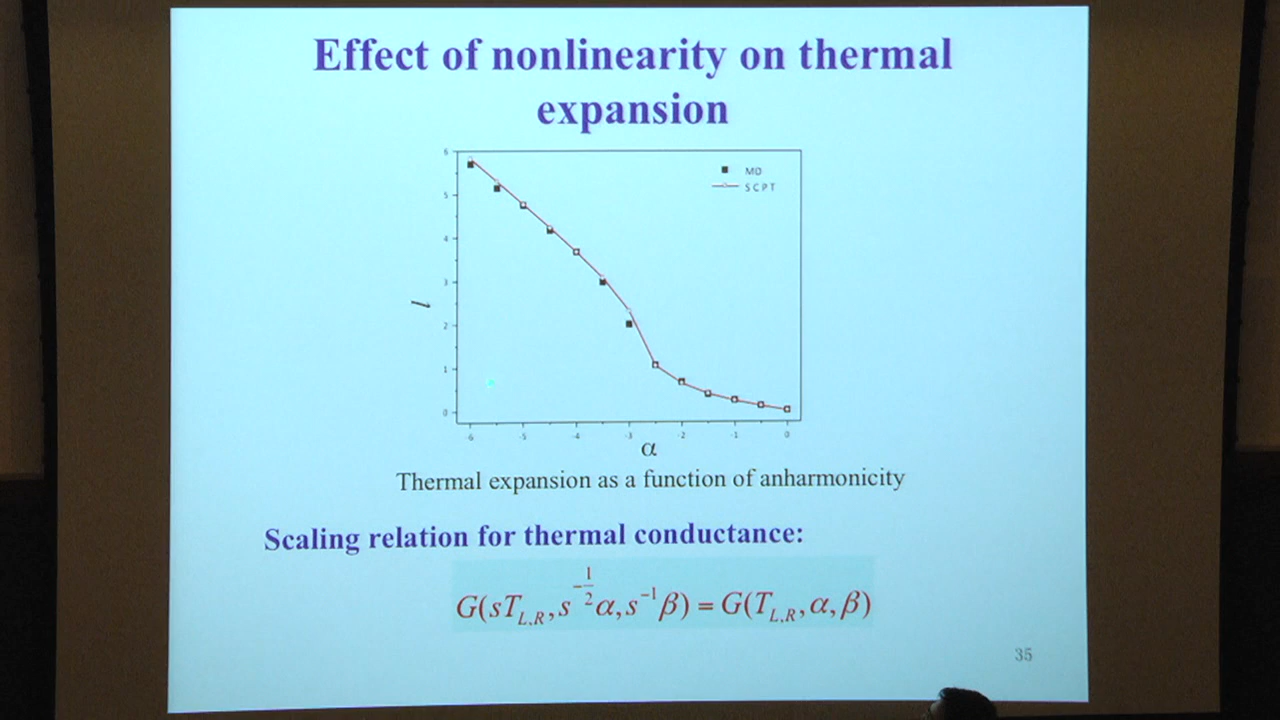 Effect of nonlinearity on thermal
expansion
6
5
4
3
2
1
0
MD
SCPT
l
-6 -5 -4 -3 -2 -1 0
α
Thermal expansion as a function of anharmonicity
Scaling relation for thermal conductance:
G(sT_{L,R}, s^{-1/2}α, s^{-1}β) = G(T_{L,R}, α, β)
35